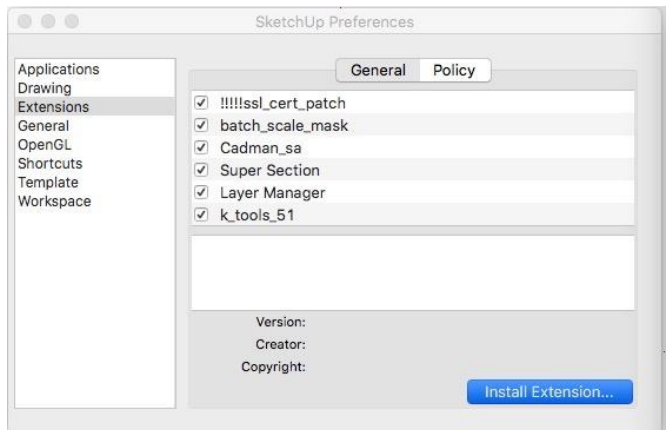 SketchUp Preferences
Applications
Drawing
Extensions
General
OpenGL
Shortcuts
Template
Workspace
General Policy
!!!!!ssl_cert_patch
batch_scale_mask
Cadman_sa
Super Section
Layer Manager
k_tools_51
Version:
Creator:
Copyright:
Install Extension...